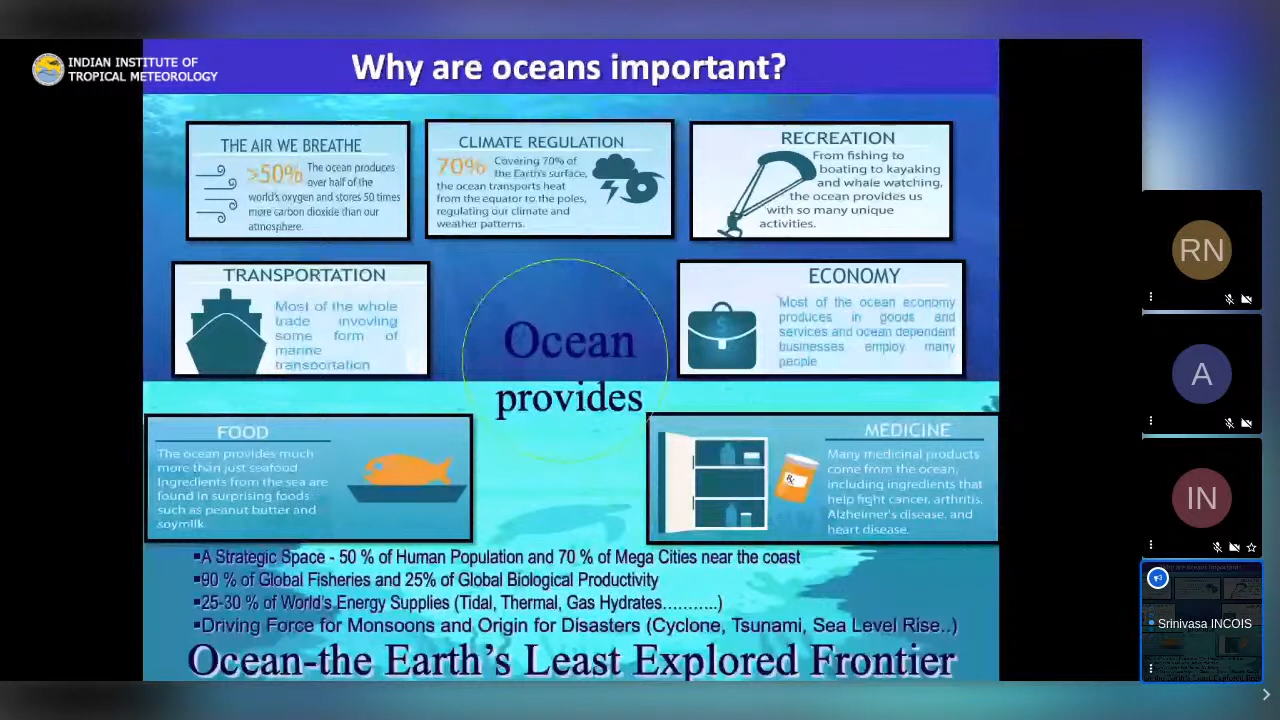 INDIAN INSTITUTE OF
TROPICAL METEOROLOGY
Why are oceans important?
THE AIR WE BREATHE
>50% The ocean produces
over half of the
world's oxygen and stores 50 times
more carbon dioxide than our
atmosphere.
CLIMATE REGULATION
70% Covering 70% of
the Earth's surface,
the ocean transports heat
from the equator to the poles,
regulating our climate and
weather patterns.
RECREATION
From fishing to
boating to kayaking
and whale watching,
the ocean provides us
with so many unique
activities.
TRANSPORTATION
Most of the whole
trade invovling
some form of
marine
transportation
Ocean
provides
ECONOMY
$
Most of the ocean economy
produces in goods and
services and ocean dependent
businesses employ many
people
FOOD
The ocean provides much
more than just seafood
Ingredients from the sea are
found in surprising foods
such as peanut butter and
soymilk.
MEDICINE
Rx
Many medicinal products
come from the ocean,
including ingredients that
help fight cancer, arthritis,
Alzheimer's disease, and
heart disease.
▪A Strategic Space - 50 % of Human Population and 70 % of Mega Cities near the coast
▪90 % of Global Fisheries and 25% of Global Biological Productivity
▪25-30 % of World's Energy Supplies (Tidal, Thermal, Gas Hydrates………..)
▪Driving Force for Monsoons and Origin for Disasters (Cyclone, Tsunami, Sea Level Rise..)
Ocean-the Earth's Least Explored Frontier
RN
A
IN
Srinivasa INCOIS